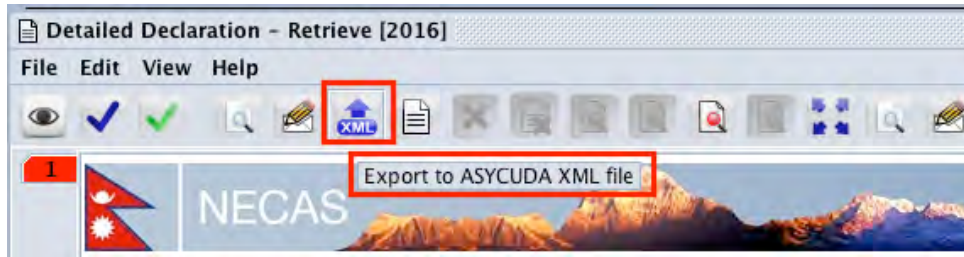 Detailed Declaration - Retrieve [2016]
File Edit View Help
XML
1
Export to ASYCUDA XML file
NECAS